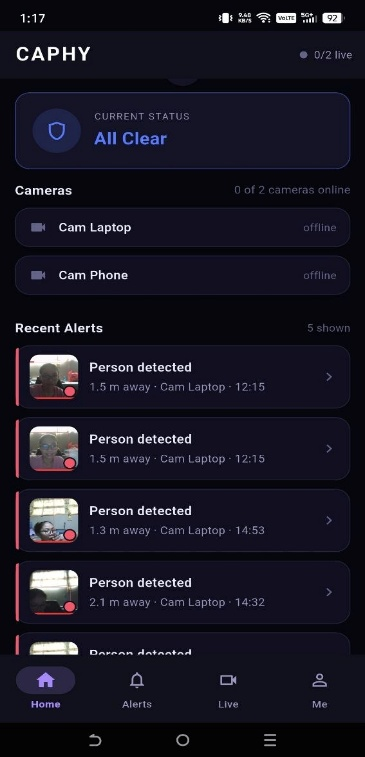 1:17
9.48
KB/S
VoLTE
5G+
92
CAPHY
0/2 live
CURRENT STATUS
All Clear
Cameras
0 of 2 cameras online
Cam Laptop
offline
Cam Phone
offline
Recent Alerts
5 shown
Person detected
1.5 m away · Cam Laptop · 12:15
Person detected
1.5 m away · Cam Laptop · 12:15
Person detected
1.3 m away · Cam Laptop · 14:53
Person detected
2.1 m away · Cam Laptop · 14:32
Person detected
Home
Alerts
Live
Me